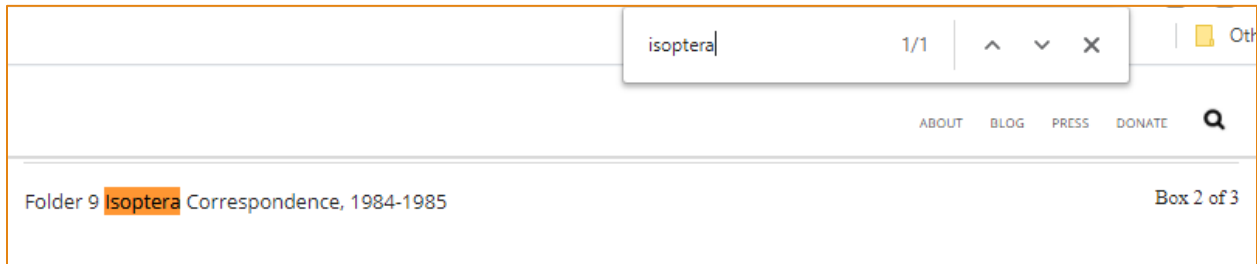 isoptera 1/1
Oth
ABOUT BLOG PRESS DONATE
Folder 9 Isoptera Correspondence, 1984-1985 Box 2 of 3